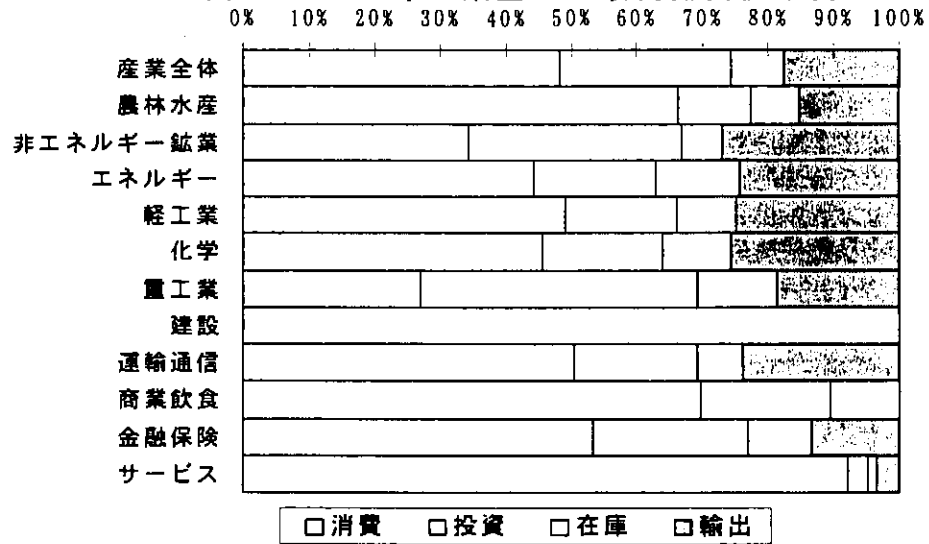 0% 10% 20% 30% 40% 50% 60% 70% 80% 90% 100%
産業全体
農林水産
非エネルギー鉱業
エネルギー
軽工業
化学
重工業
建設
運輸通信
商業飲食
金融保険
サービス
消費 投資 在庫 輸出